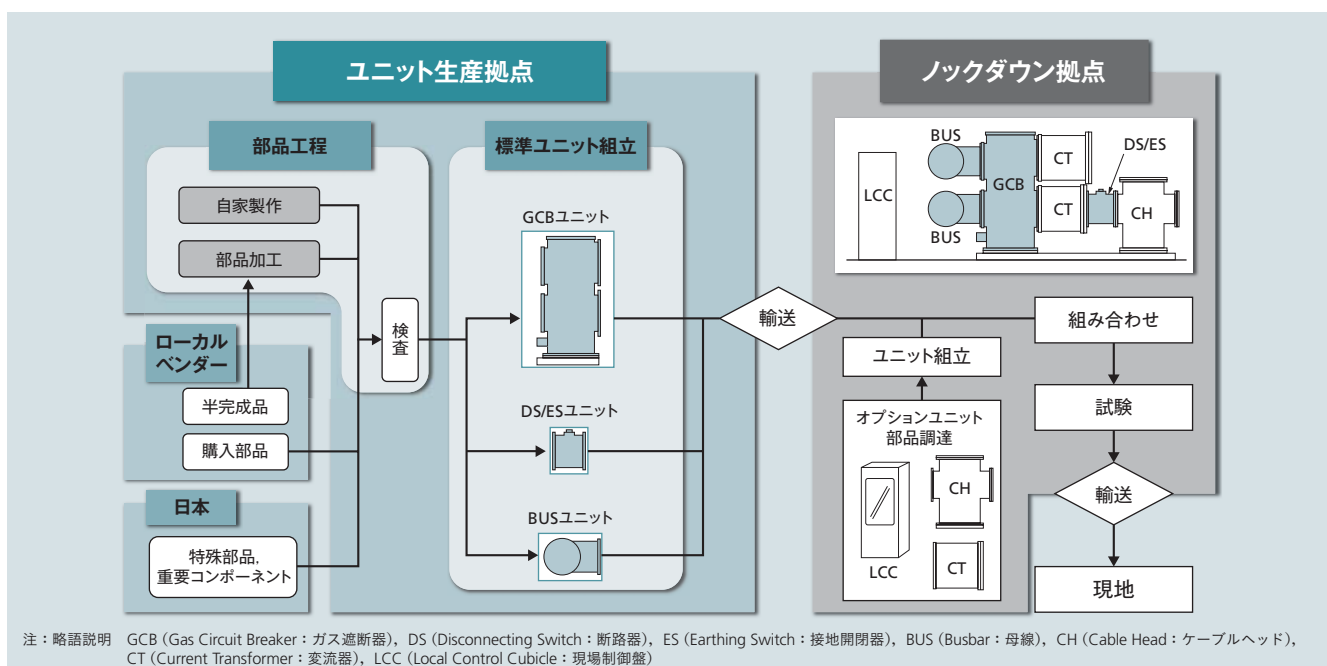 ユニット生産拠点
部品工程
自家製作
部品加工
検査
ローカル
ベンダー
半完成品
購入部品
日本
特殊部品,
重要コンポーネント
標準ユニット組立
GCBユニット
DS/ESユニット
BUSユニット
輸送
ノックダウン拠点
LCC
BUS
BUS
GCB
CT
CT
DS/ES
CH
組み合わせ
ユニット組立
オプションユニット
部品調達
LCC
CH
CT
試験
輸送
現地
注：略語説明　GCB（Gas Circuit Breaker：ガス遮断器），DS（Disconnecting Switch：断路器），ES（Earthing Switch：接地開閉器），BUS（Busbar：母線），CH（Cable Head：ケーブルヘッド），
CT（Current Transformer：変流器），LCC（Local Control Cubicle：現場制御盤）